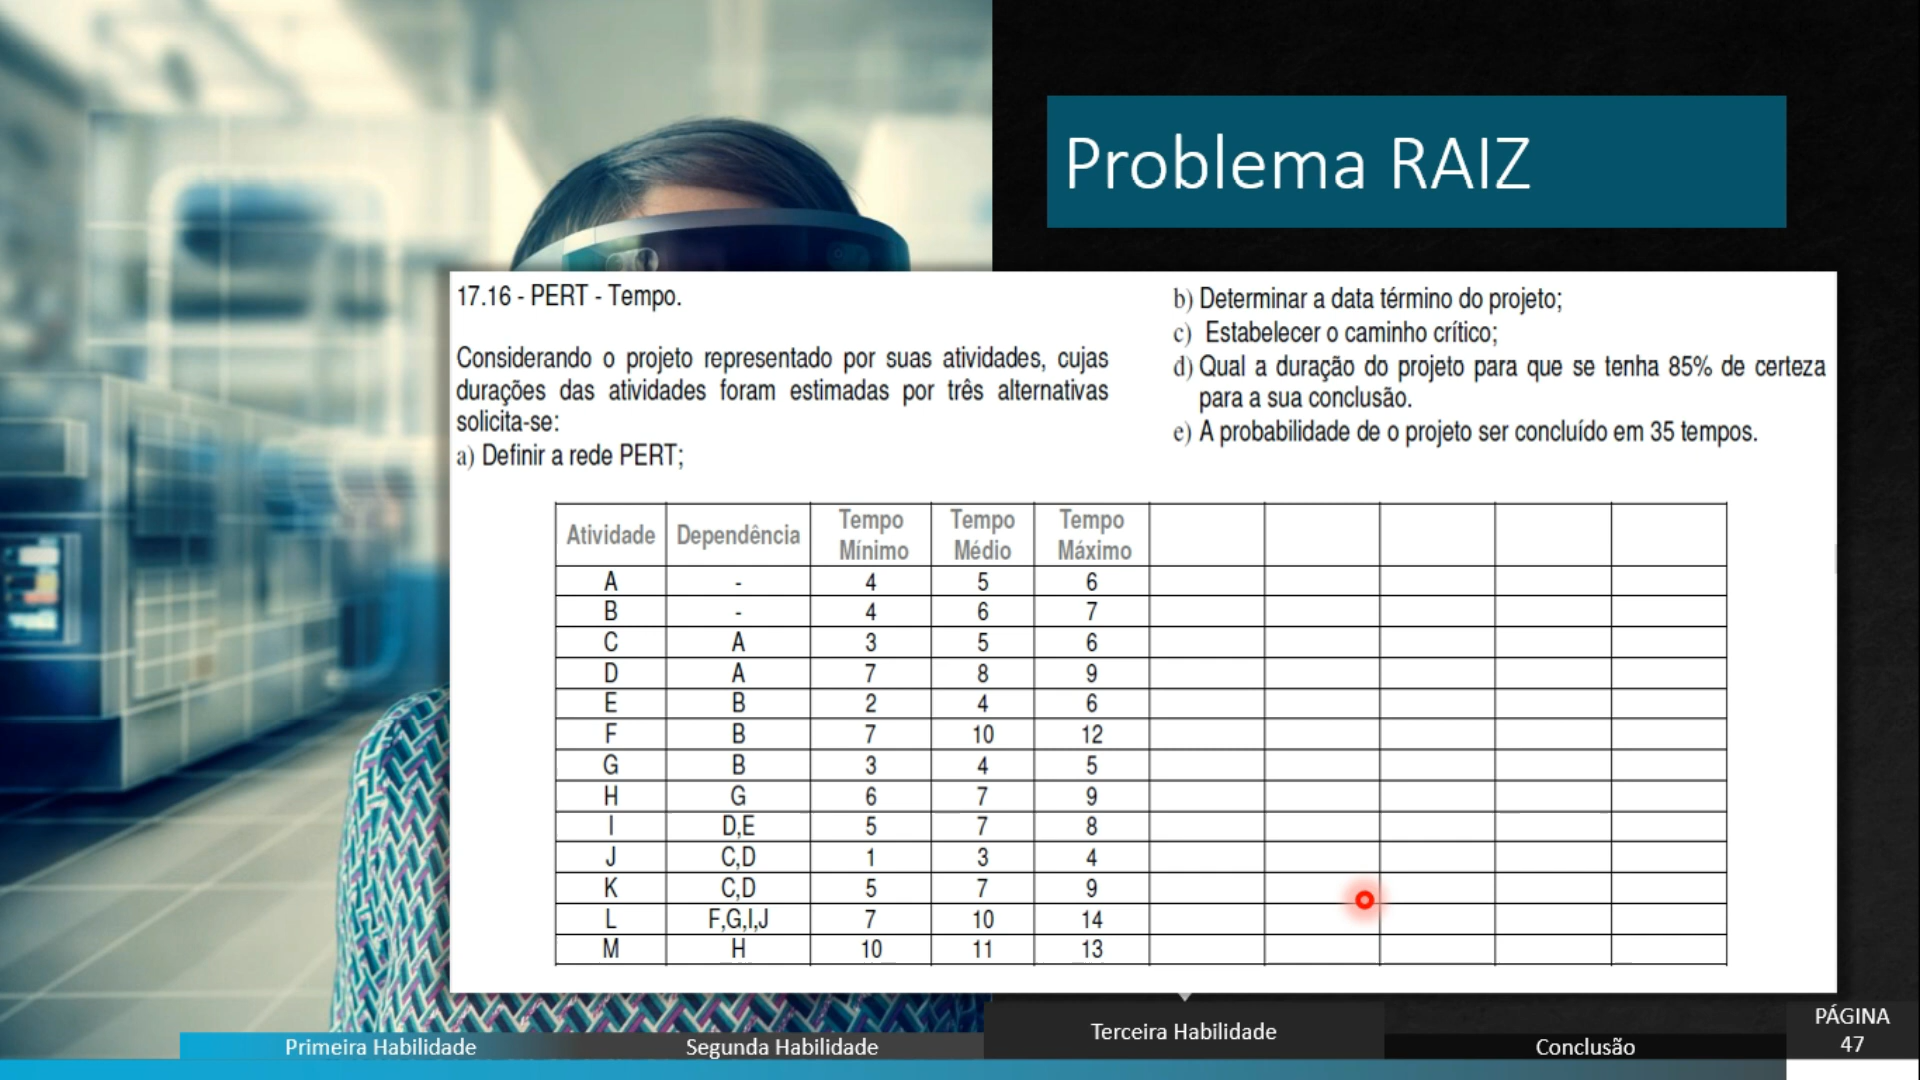 Problema RAIZ
17.16 - PERT - Tempo.
Considerando o projeto representado por suas atividades, cujas
durações das atividades foram estimadas por três alternativas
solicita-se:
a) Definir a rede PERT;
b) Determinar a data término do projeto;
c) Estabelecer o caminho crítico;
d) Qual a duração do projeto para que se tenha 85% de certeza
para a sua conclusão.
e) A probabilidade de o projeto ser concluído em 35 tempos.
Atividade Dependência Tempo Mínimo Tempo Médio Tempo Máximo
A - 4 5 6
B - 4 6 7
C A 3 5 6
D A 7 8 9
E B 2 4 6
F B 7 10 12
G B 3 4 5
H G 6 7 9
I D,E 5 7 8
J C,D 1 3 4
K C,D 5 7 9
L F,G,I,J 7 10 14
M H 10 11 13
Primeira Habilidade
Segunda Habilidade
Terceira Habilidade
Conclusão
PÁGINA
47